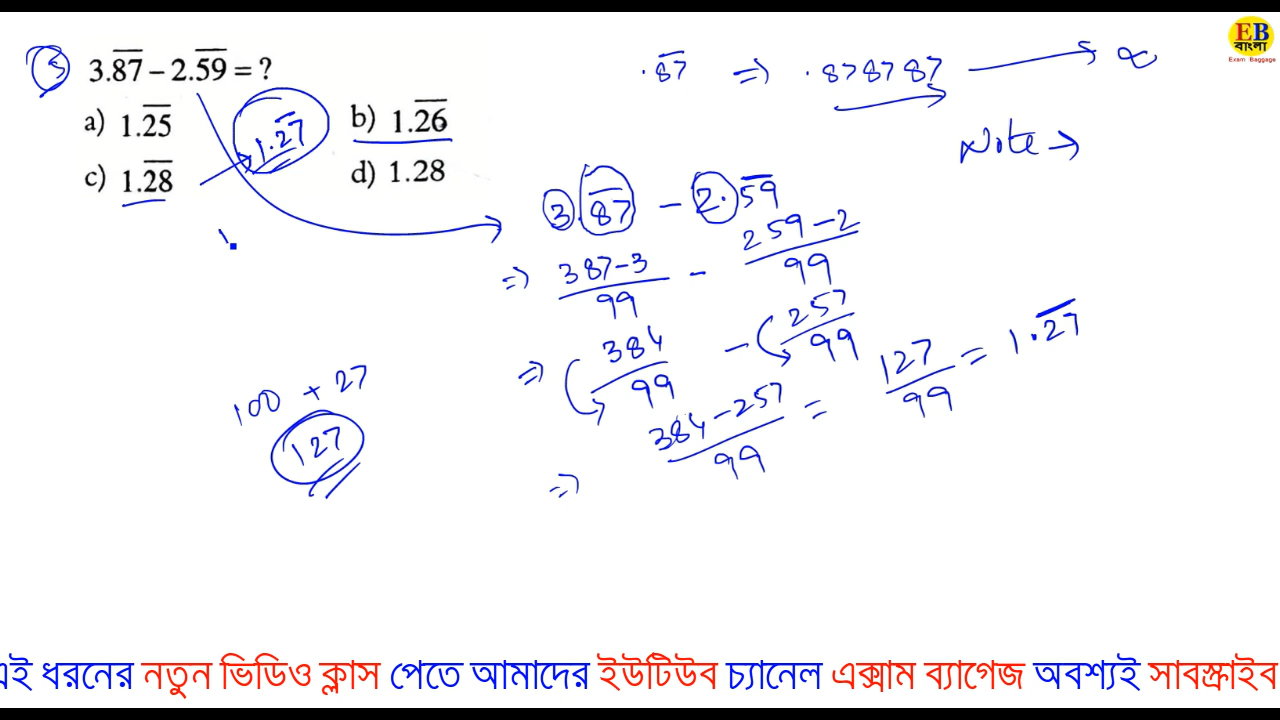 EB
বাংলা
Exam Baggage
5
3.8̅7̅ – 2.5̅9̅ = ?
a) 1.2̅5̅
b) 1.2̅6̅
c) 1.2̅8̅
d) 1.28
1.2̅7̅
.8̅7̅ ⇒ .878787 → ∝
Note →
3.8̅7̅ – 2.5̅9̅
⇒ 387-3/99 – 259-2/99
⇒ 384/99 – 257/99
⇒ 384-257/99 = 127/99 = 1.2̅7̅
100 + 27
127
1.
এই ধরনের নতুন ভিডিও ক্লাস পেতে আমাদের ইউটিউব চ্যানেল এক্সাম ব্যাগেজ অবশ্যই সাবস্ক্রাইব